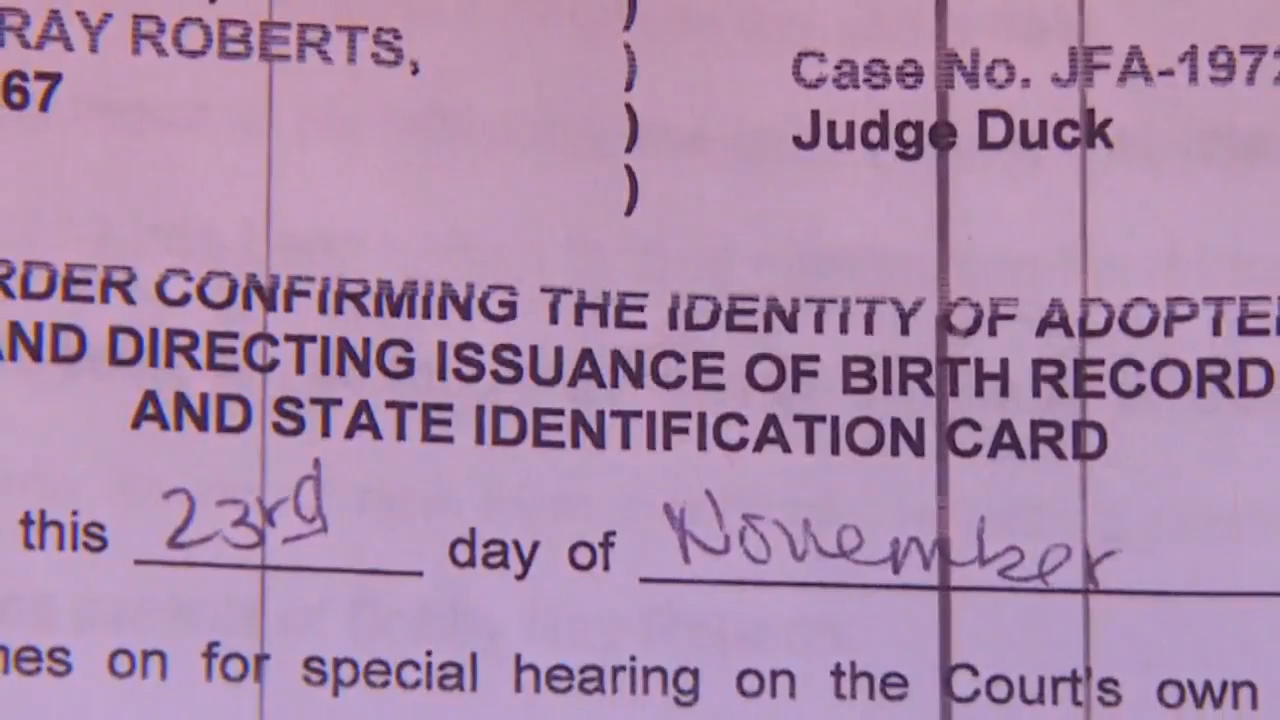 RAY ROBERTS, ) Case No. JFA-197
67 ) Judge Duck
)
)
RDER CONFIRMING THE IDENTITY OF ADOPTE
AND DIRECTING ISSUANCE OF BIRTH RECORD
AND STATE IDENTIFICATION CARD
this 23rd day of November
mes on for special hearing on the Court's own